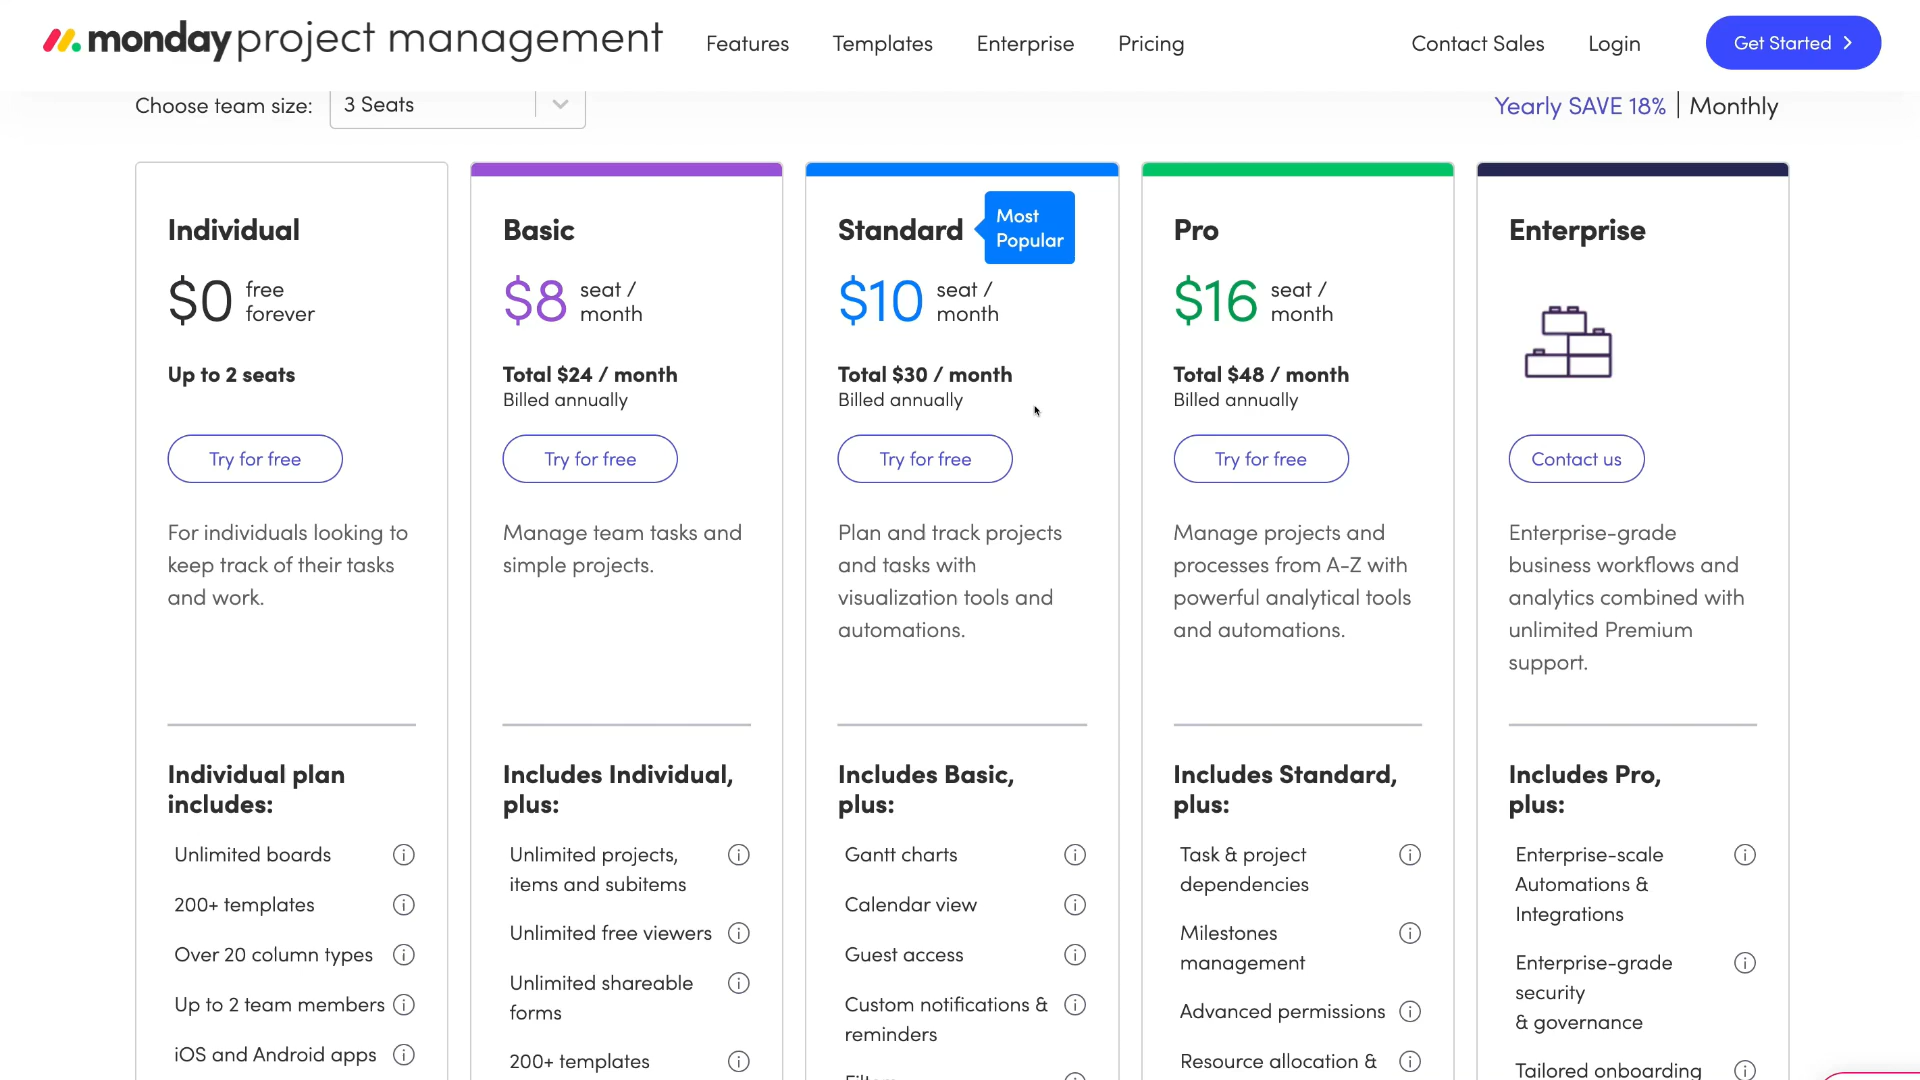 monday project management
Features
Templates
Enterprise
Pricing
Contact Sales
Login
Get Started
Choose team size:
3 Seats
Yearly SAVE 18% | Monthly
Individual
$0 free
forever
Up to 2 seats
Try for free
For individuals looking to
keep track of their tasks
and work.
Individual plan
includes:
Unlimited boards
200+ templates
Over 20 column types
Up to 2 team members
iOS and Android apps
Basic
$8 seat /
month
Total $24 / month
Billed annually
Try for free
Manage team tasks and
simple projects.
Includes Individual,
plus:
Unlimited projects,
items and subitems
Unlimited free viewers
Unlimited shareable
forms
200+ templates
Standard
Most
Popular
$10 seat /
month
Total $30 / month
Billed annually
Try for free
Plan and track projects
and tasks with
visualization tools and
automations.
Includes Basic,
plus:
Gantt charts
Calendar view
Guest access
Custom notifications &
reminders
Pro
$16 seat /
month
Total $48 / month
Billed annually
Try for free
Manage projects and
processes from A-Z with
powerful analytical tools
and automations.
Includes Standard,
plus:
Task & project
dependencies
Milestones
management
Advanced permissions
Resource allocation &
Enterprise
Contact us
Enterprise-grade
business workflows and
analytics combined with
unlimited Premium
support.
Includes Pro,
plus:
Enterprise-scale
Automations &
Integrations
Enterprise-grade
security
& governance
Tailored onboarding